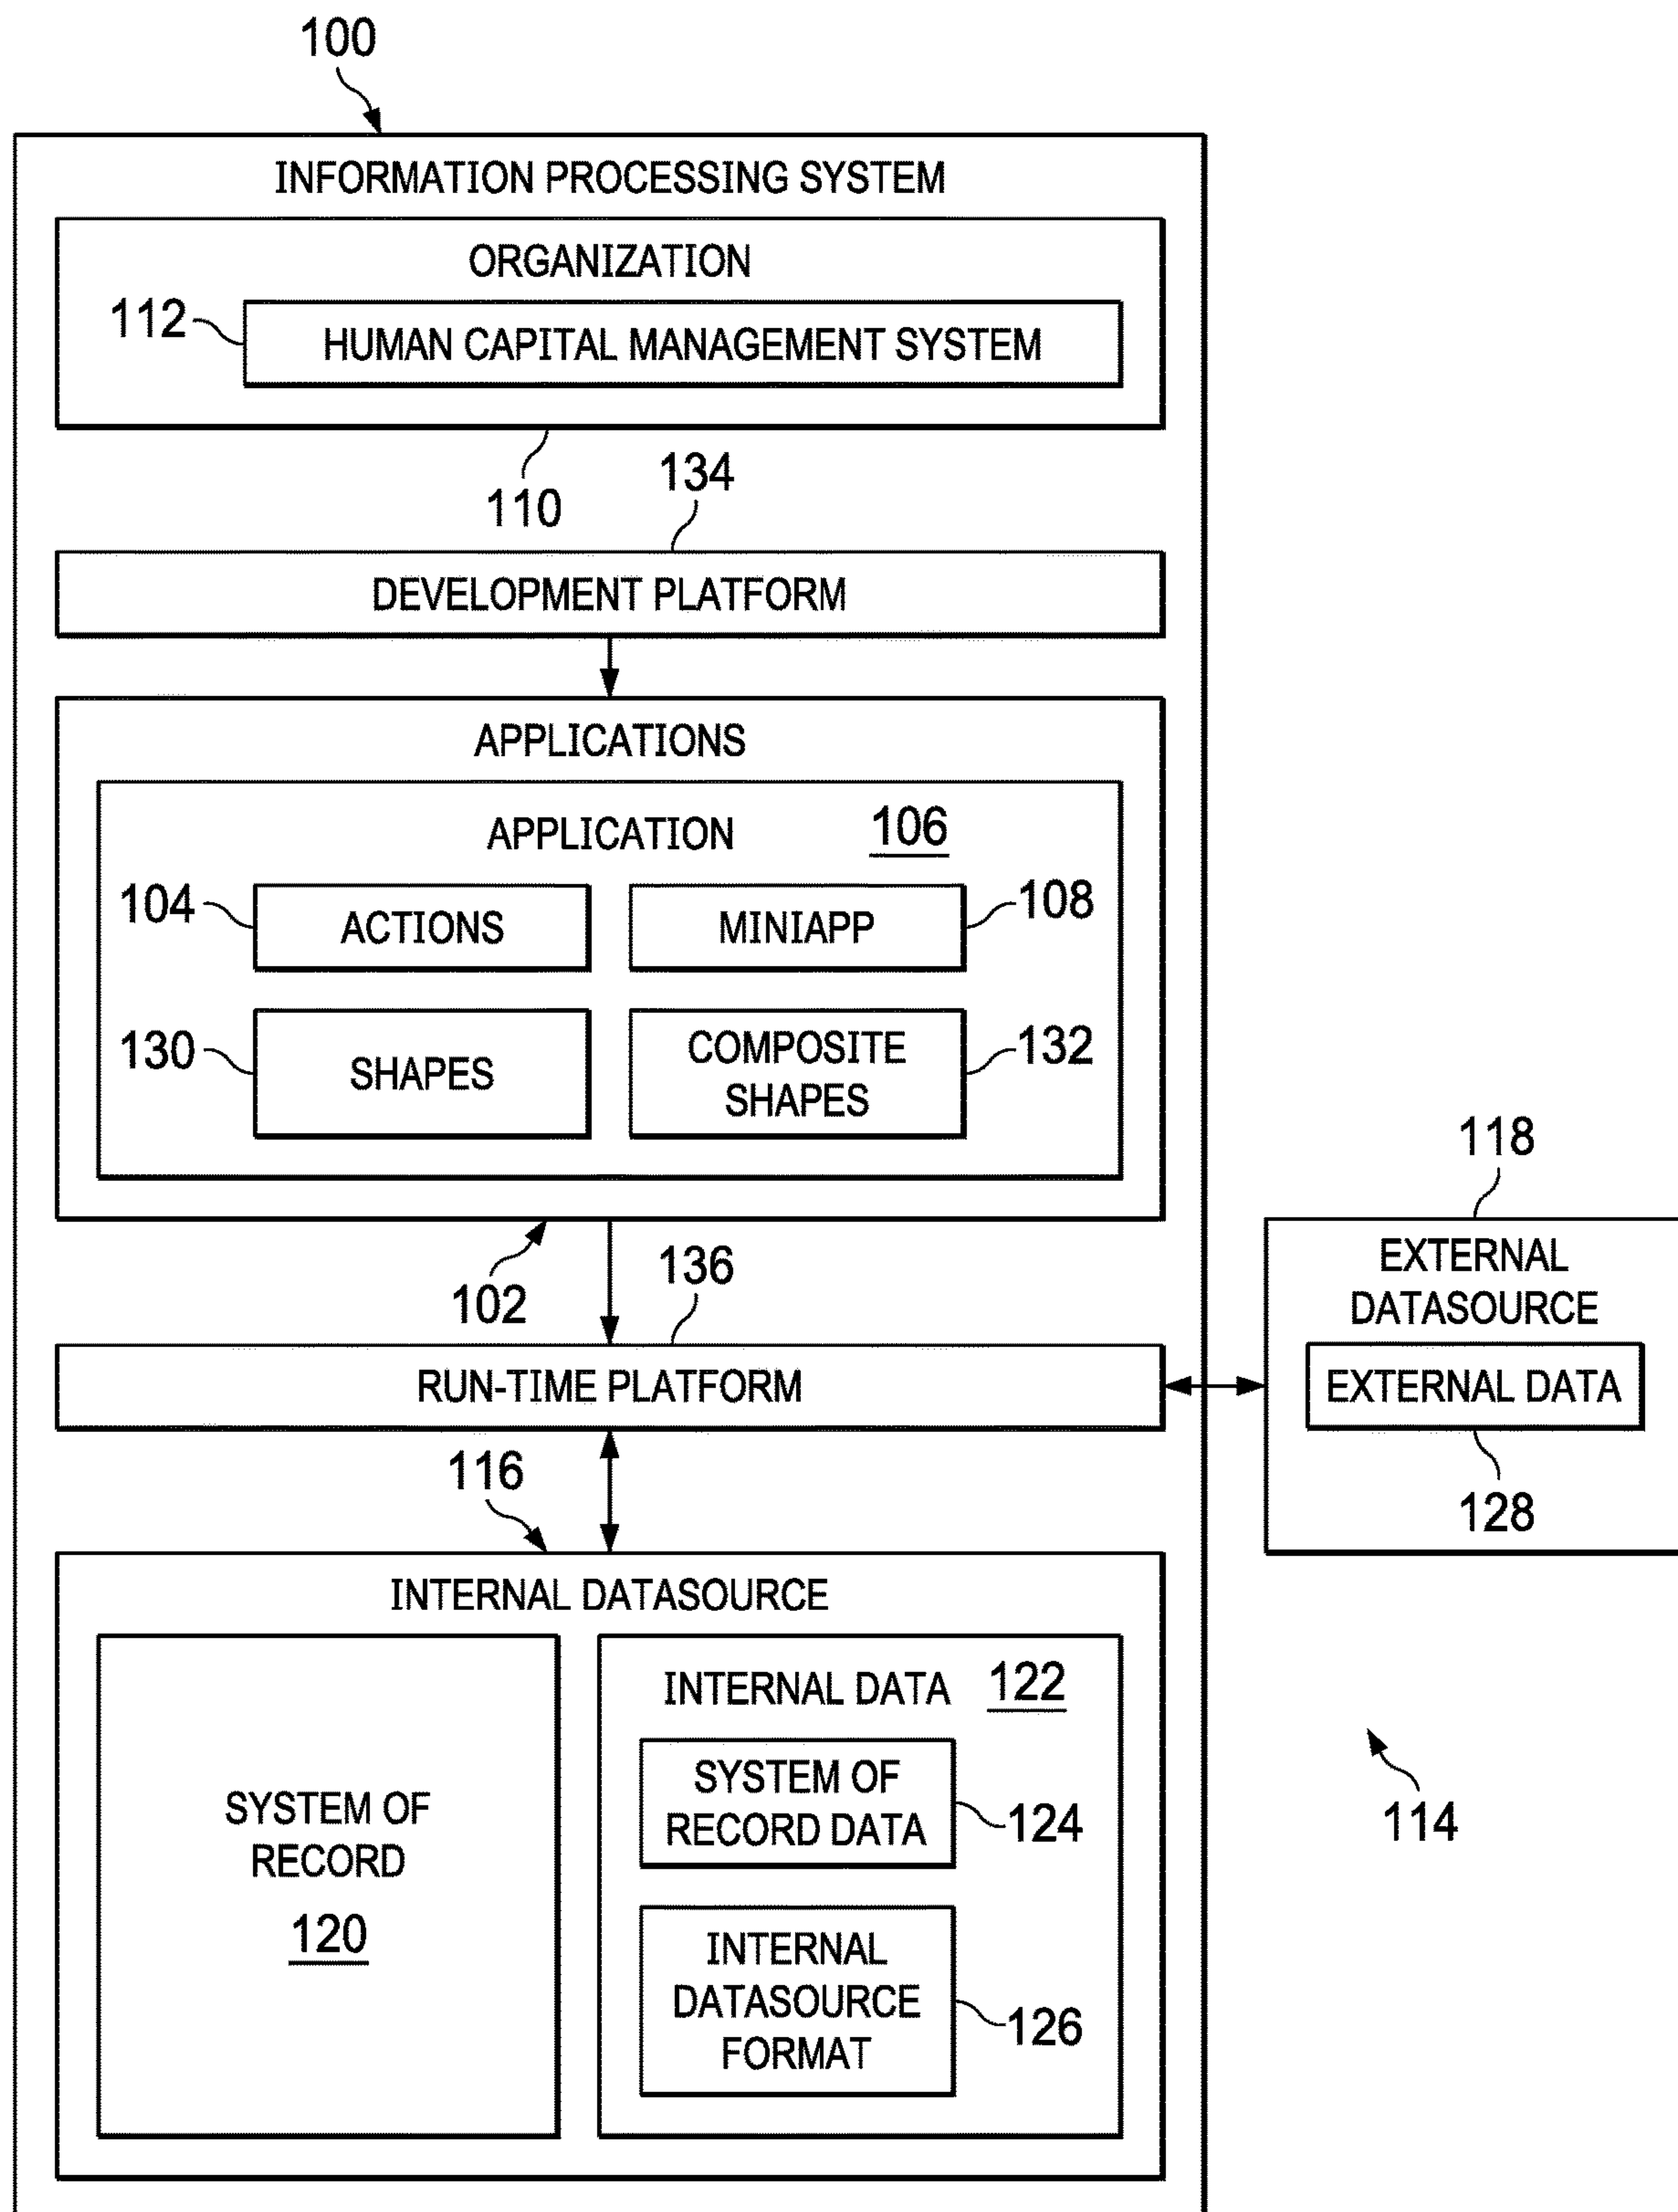 100
INFORMATION PROCESSING SYSTEM
ORGANIZATION
112
HUMAN CAPITAL MANAGEMENT SYSTEM
110
134
DEVELOPMENT PLATFORM
APPLICATIONS
APPLICATION
106
104
ACTIONS
MINIAPP
108
130
SHAPES
COMPOSITE
SHAPES
132
102
136
118
EXTERNAL
DATASOURCE
RUN-TIME PLATFORM
EXTERNAL DATA
128
116
INTERNAL DATASOURCE
SYSTEM OF
RECORD
120
INTERNAL DATA
122
SYSTEM OF
RECORD DATA
124
INTERNAL
DATASOURCE
FORMAT
126
114